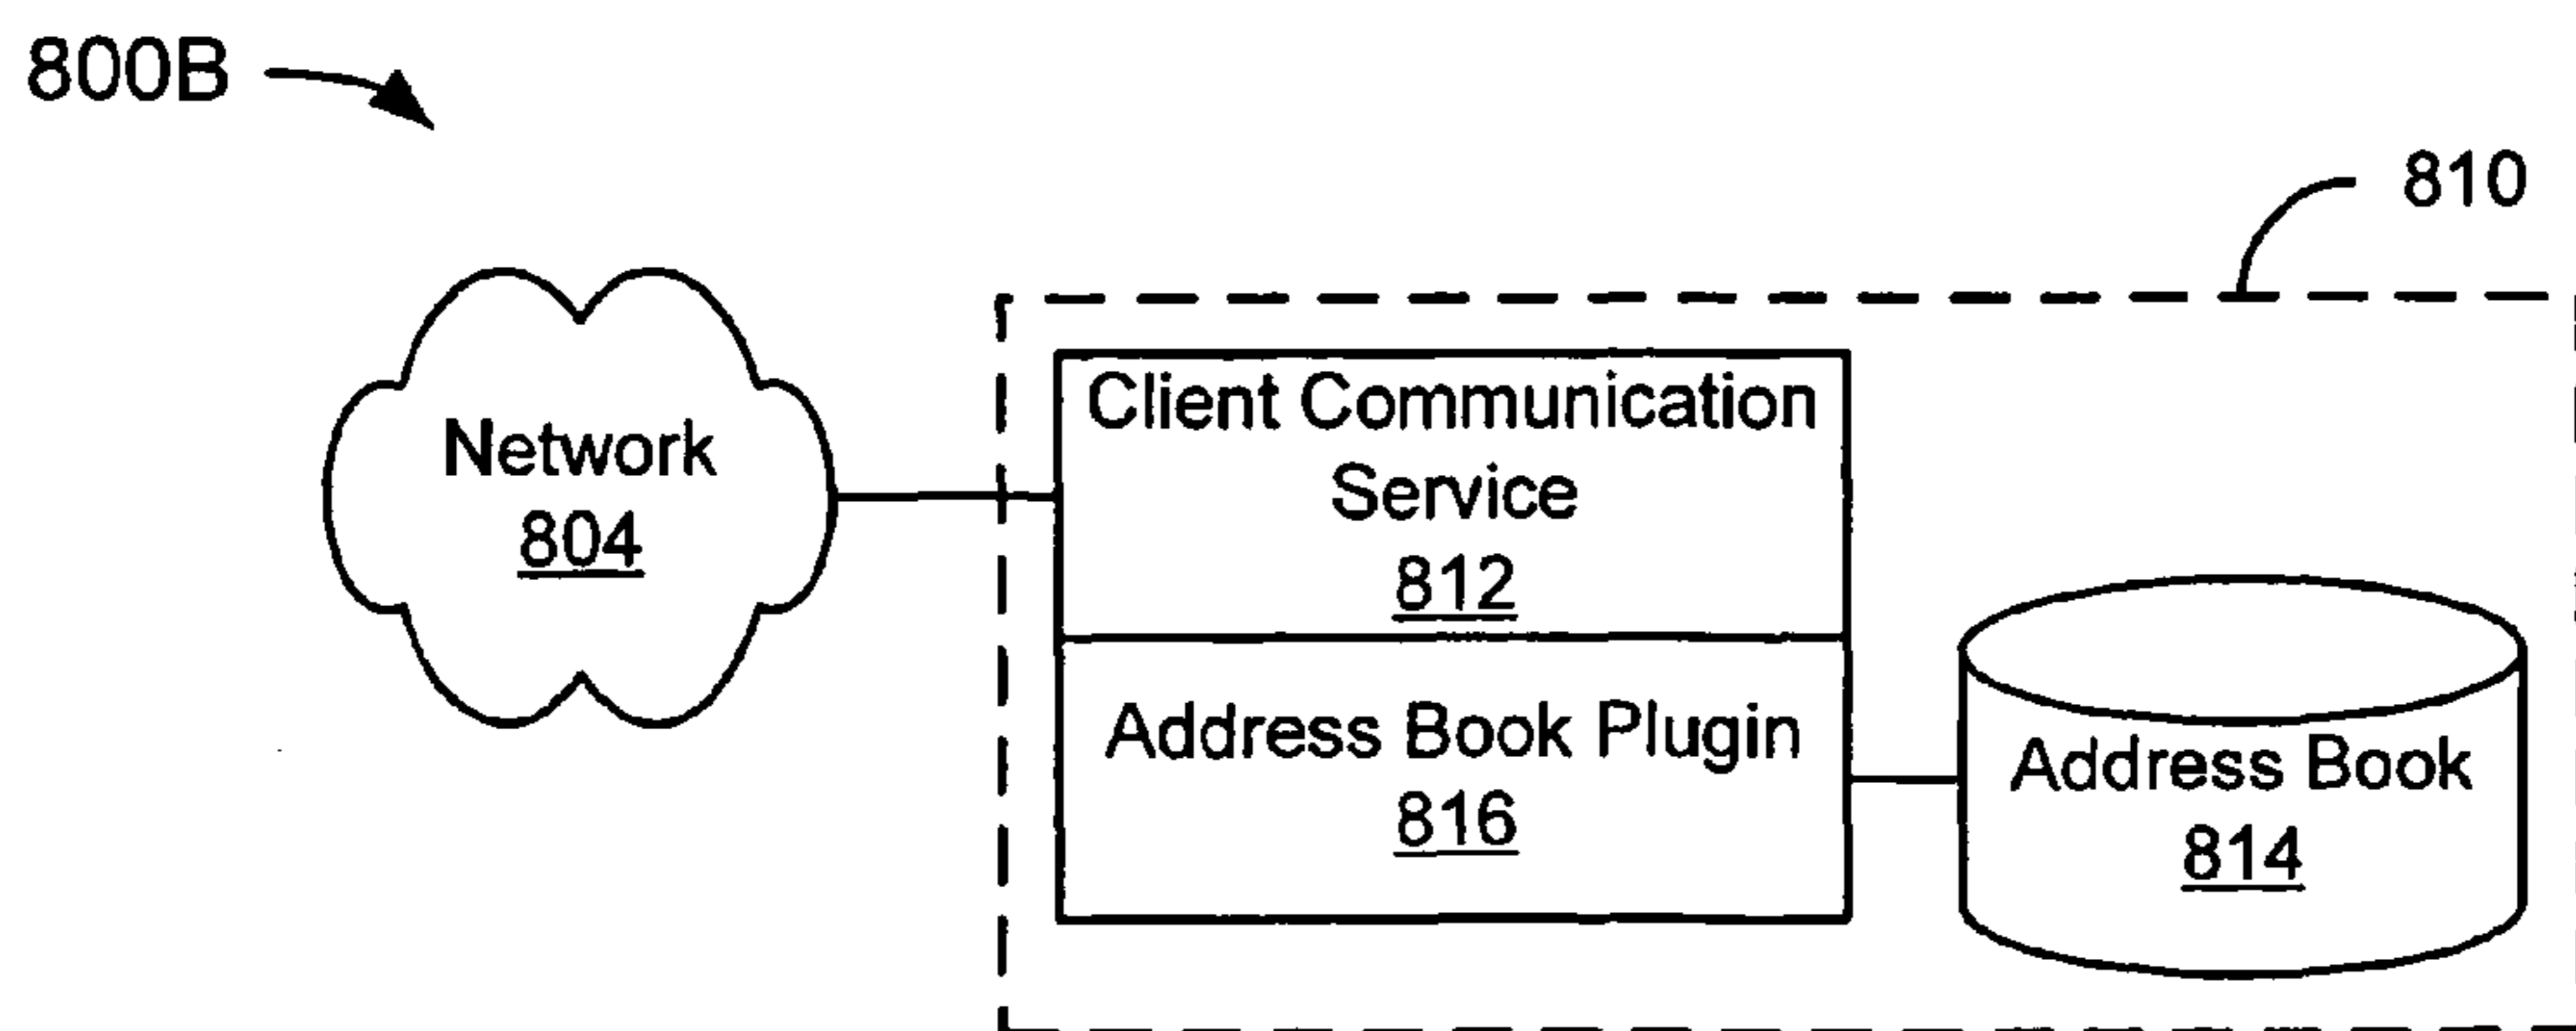 800B
810
Network
804
Client Communication
Service
812
Address Book Plugin
816
Address Book
814